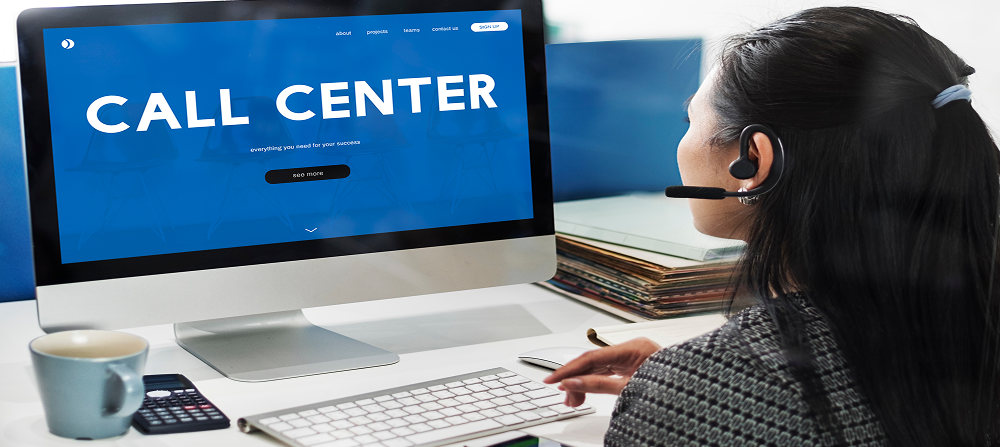 about projects teams contact us SIGN UP
CALL CENTER
everything you need for your success
see more